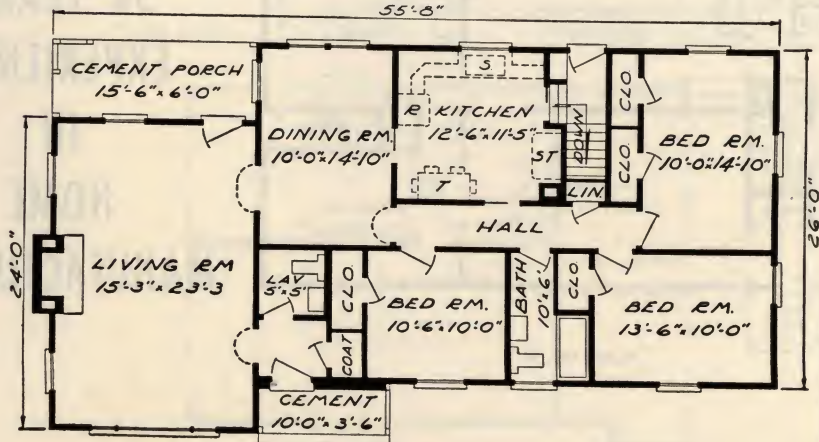 55'-8"
CEMENT PORCH
15'-6" x 6'-0"
DINING RM.
10'-0" x 14'-10"
S
R
KITCHEN
12'-6" x 11'-5"
T
ST
DOWN
LIN.
CLO.
CLO.
BED RM.
10'-0" x 14'-10"
26'-0"
24'-0"
LIVING RM
15'-3" x 23'-3
HALL
LAV
5' x 5'
CLO.
COAT
BED RM.
10'-6" x 10'-0"
BATH
10' x 6'
CLO.
BED RM.
13'-6" x 10'-0"
CEMENT
10'-0" x 3'-6"
HOME